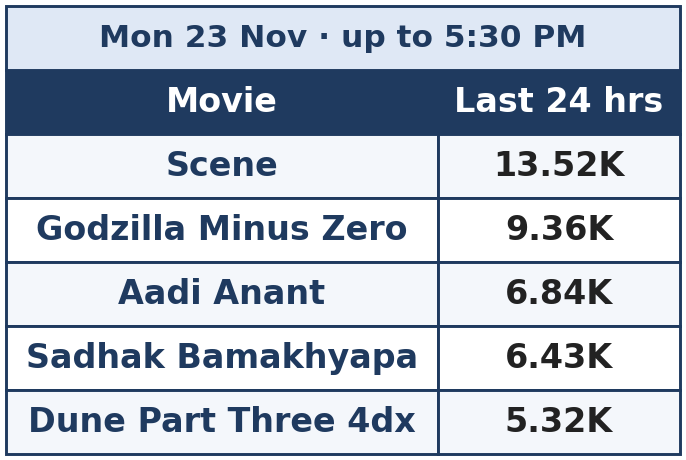 Mon 23 Nov · up to 5:30 PM
Movie Last 24 hrs
Scene 13.52K
Godzilla Minus Zero 9.36K
Aadi Anant 6.84K
Sadhak Bamakhyapa 6.43K
Dune Part Three 4dx 5.32K